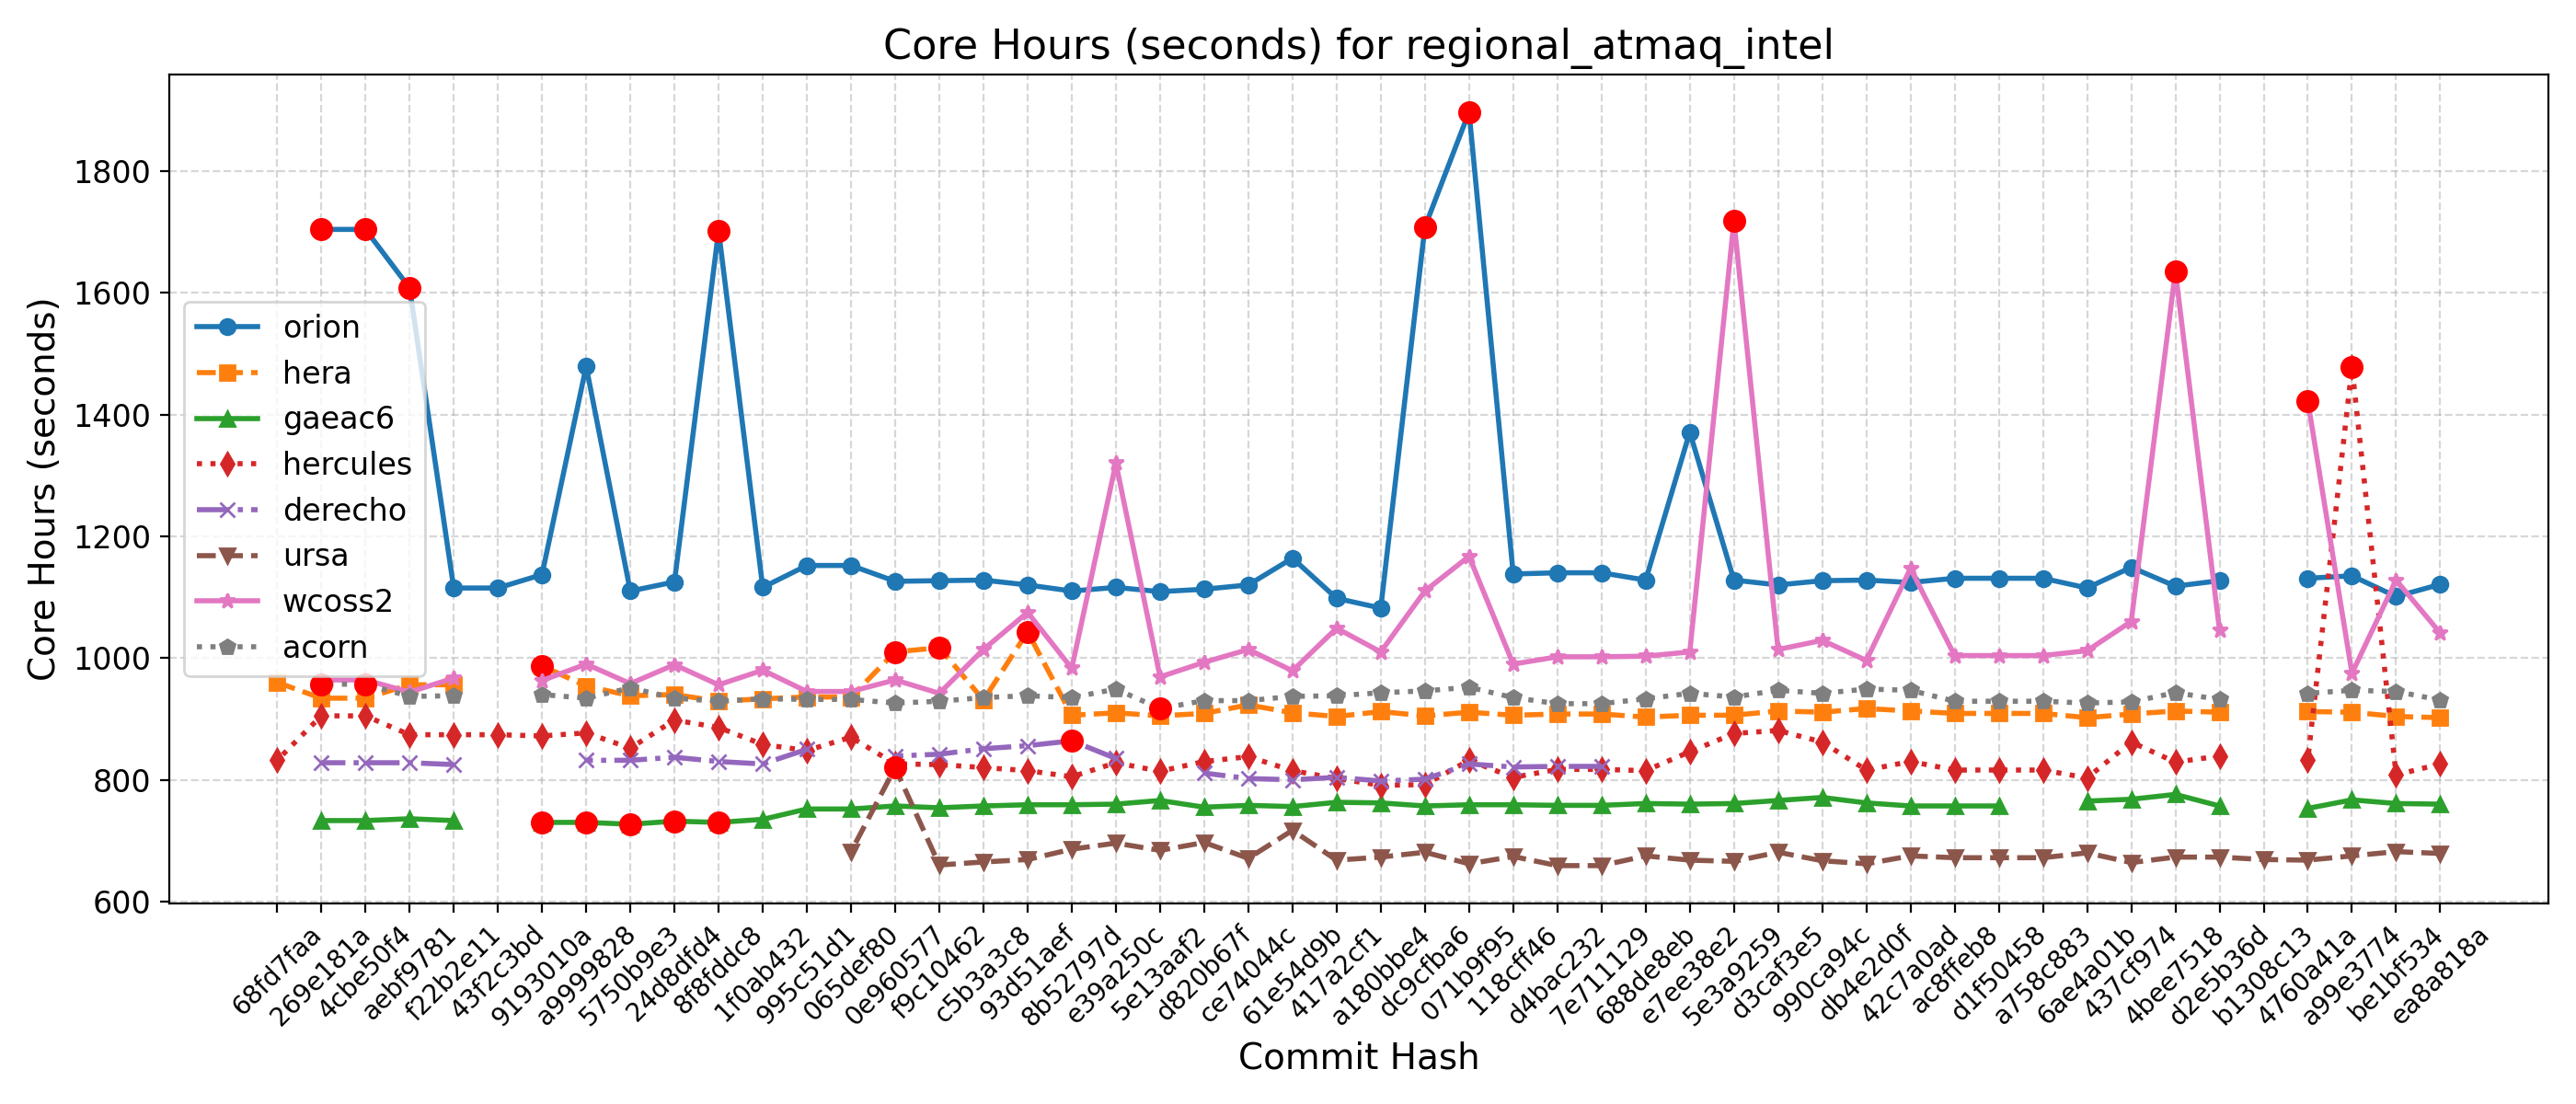 Core Hours (seconds) for regional_atmaq_intel
Core Hours (seconds)
1800
1600
1400
1200
1000
800
600
orion
hera
gaeac6
hercules
derecho
ursa
wcoss2
acorn
68fd7faa
269e181a
4cbe50f4
aebf9781
f22b2e11
43f2c3bd
9193010a
a9999828
5750b9e3
24d8dfd4
8f8fddc8
1f0ab432
995c51d1
065def80
0e960577
f9c10462
c5b3a3c8
93d51aef
8b52797d
e39a250c
5e13aaf2
d820b67f
ce74044c
61e54d9b
417a2cf1
a180bbe4
dc9cfba6
071b9f95
118cff46
d4bac232
7e711129
688de8eb
e7ee38e2
5e3a9259
d3caf3e5
990ca94c
db4e2d0f
42c7a0ad
ac8ffeb8
d1f50458
a758c883
6ae4a01b
437cf974
4bee7518
d2e5b36d
b1308c13
4760a41a
a99e3774
be1bf534
ea8a818a
Commit Hash